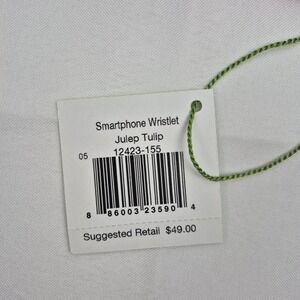 Smartphone Wristlet
Julep Tulip
12423-155
05
8 86003 23590 4
Suggested Retail $49.00